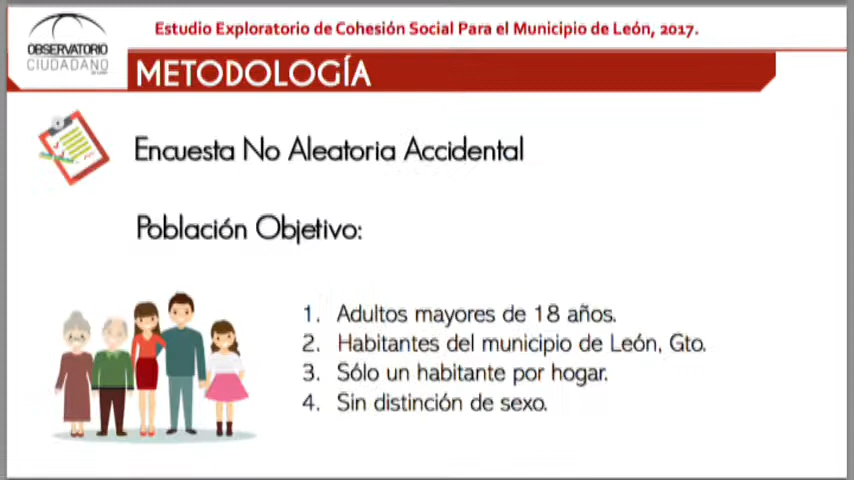 Estudio Exploratorio de Cohesión Social Para el Municipio de León, 2017.
OBSERVATORIO
CIUDADANO
de León
METODOLOGÍA
Encuesta No Aleatoria Accidental
Población Objetivo:
1. Adultos mayores de 18 años.
2. Habitantes del municipio de León, Gto.
3. Sólo un habitante por hogar.
4. Sin distinción de sexo.